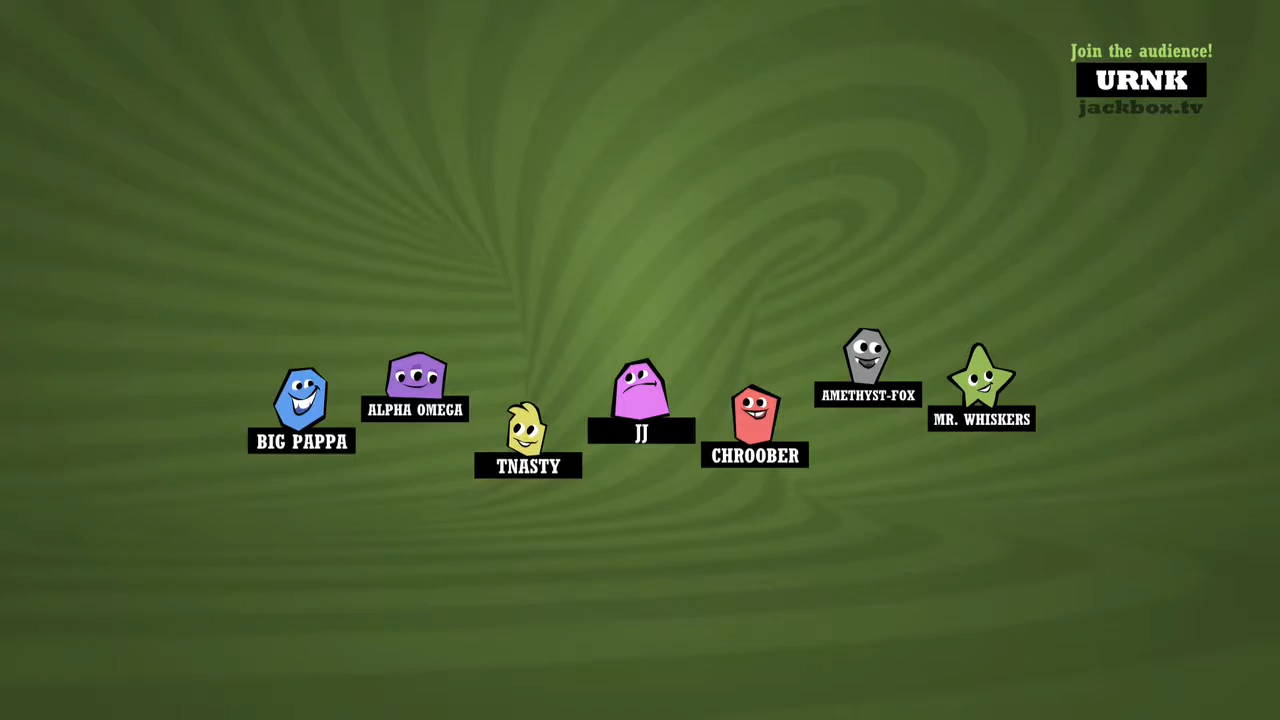 Join the audience!
URNK
jackbox.tv
BIG PAPPA
ALPHA OMEGA
TNASTY
JJ
CHROOBER
AMETHYST-FOX
MR. WHISKERS